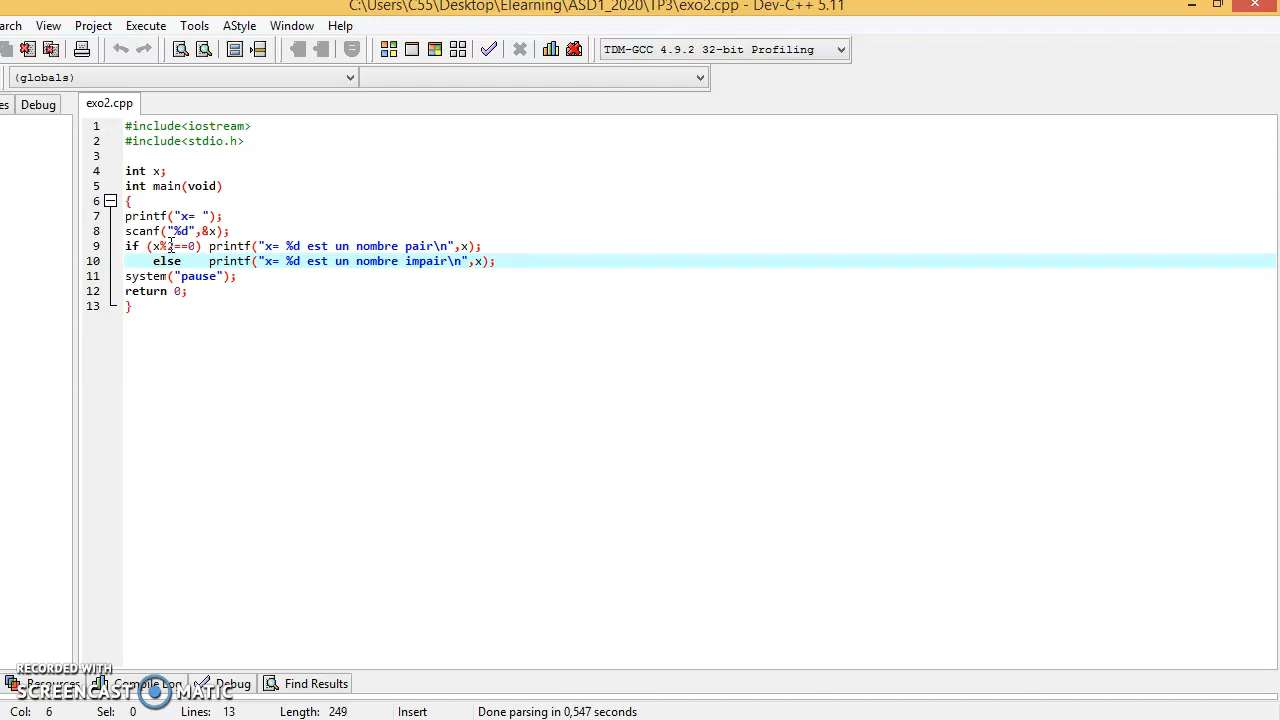 C:\Users\C55\Desktop\Elearning\ASD1_2020\TP3\exo2.cpp - Dev-C++ 5.11
arch View Project Execute Tools AStyle Window Help
TDM-GCC 4.9.2 32-bit Profiling
(globals)
es Debug exo2.cpp
1 #include<iostream>
2 #include<stdio.h>
3
4 int x;
5 int main(void)
6 {
7 printf("x= ");
8 scanf("%d",&x);
9 if (x%2==0) printf("x= %d est un nombre pair\n",x);
10 else printf("x= %d est un nombre impair\n",x);
11 system("pause");
12 return 0;
13 }
RECORDED WITH
Resources Compile Log Debug Find Results
SCREENCAST MATIC
Col: 6 Sel: 0 Lines: 13 Length: 249 Insert Done parsing in 0,547 seconds